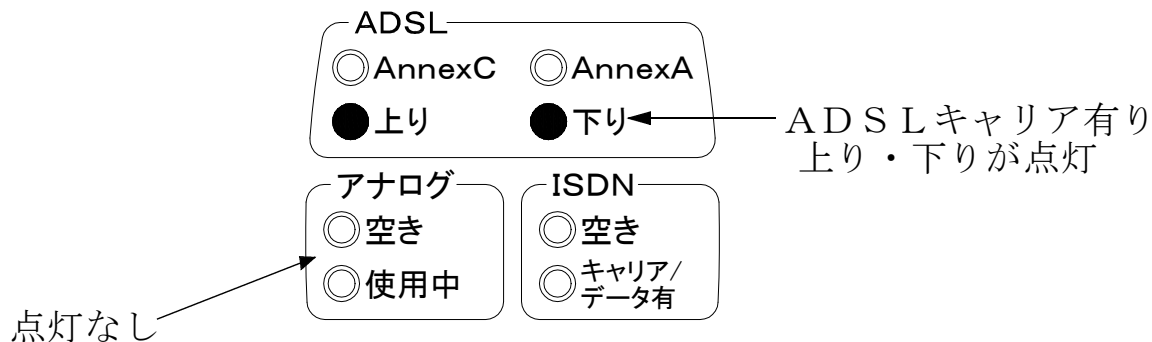 ADSL
AnnexC AnnexA
上り 下り
ADSLキャリア有り
上り・下りが点灯
アナログ ISDN
空き 空き
使用中 キャリア/
データ有
点灯なし